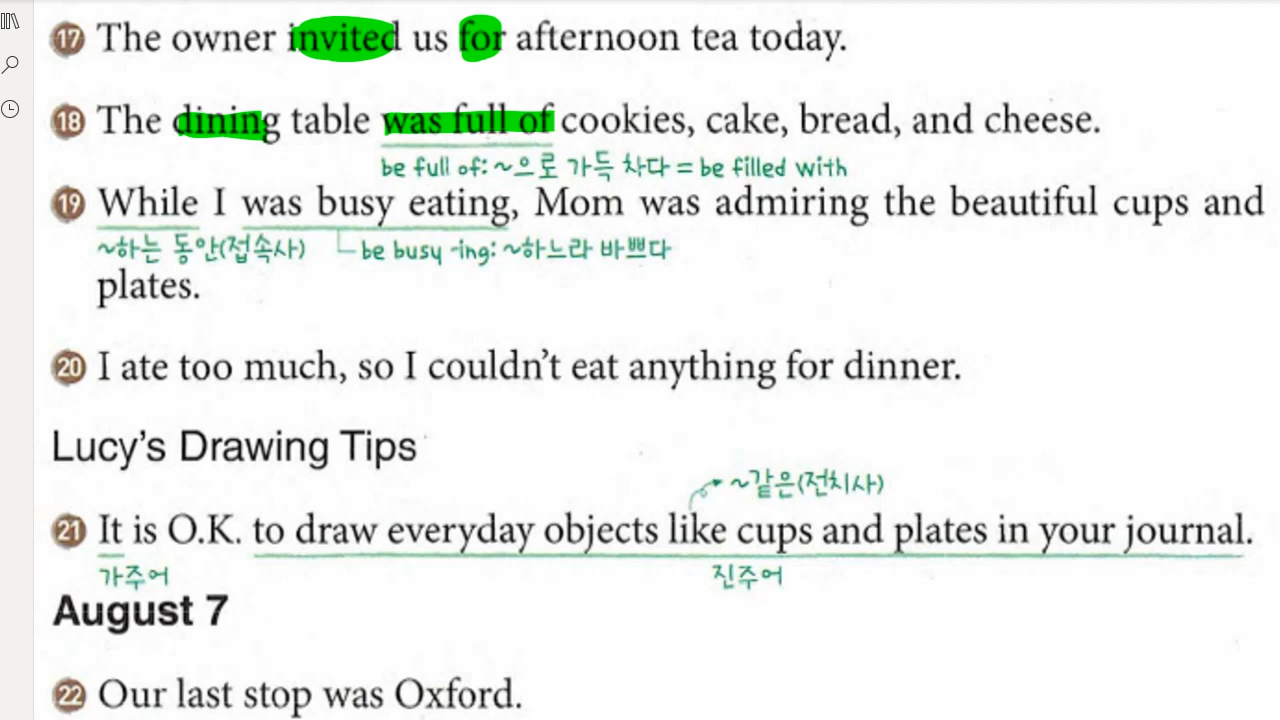 17 The owner invited us for afternoon tea today.
18 The dining table was full of cookies, cake, bread, and cheese.
be full of: ~으로 가득 차다 = be filled with
19 While I was busy eating, Mom was admiring the beautiful cups and
~하는 동안(접속사) be busy -ing: ~하느라 바쁘다
plates.
20 I ate too much, so I couldn't eat anything for dinner.
Lucy's Drawing Tips
~같은(전치사)
21 It is O.K. to draw everyday objects like cups and plates in your journal.
가주어 진주어
August 7
22 Our last stop was Oxford.